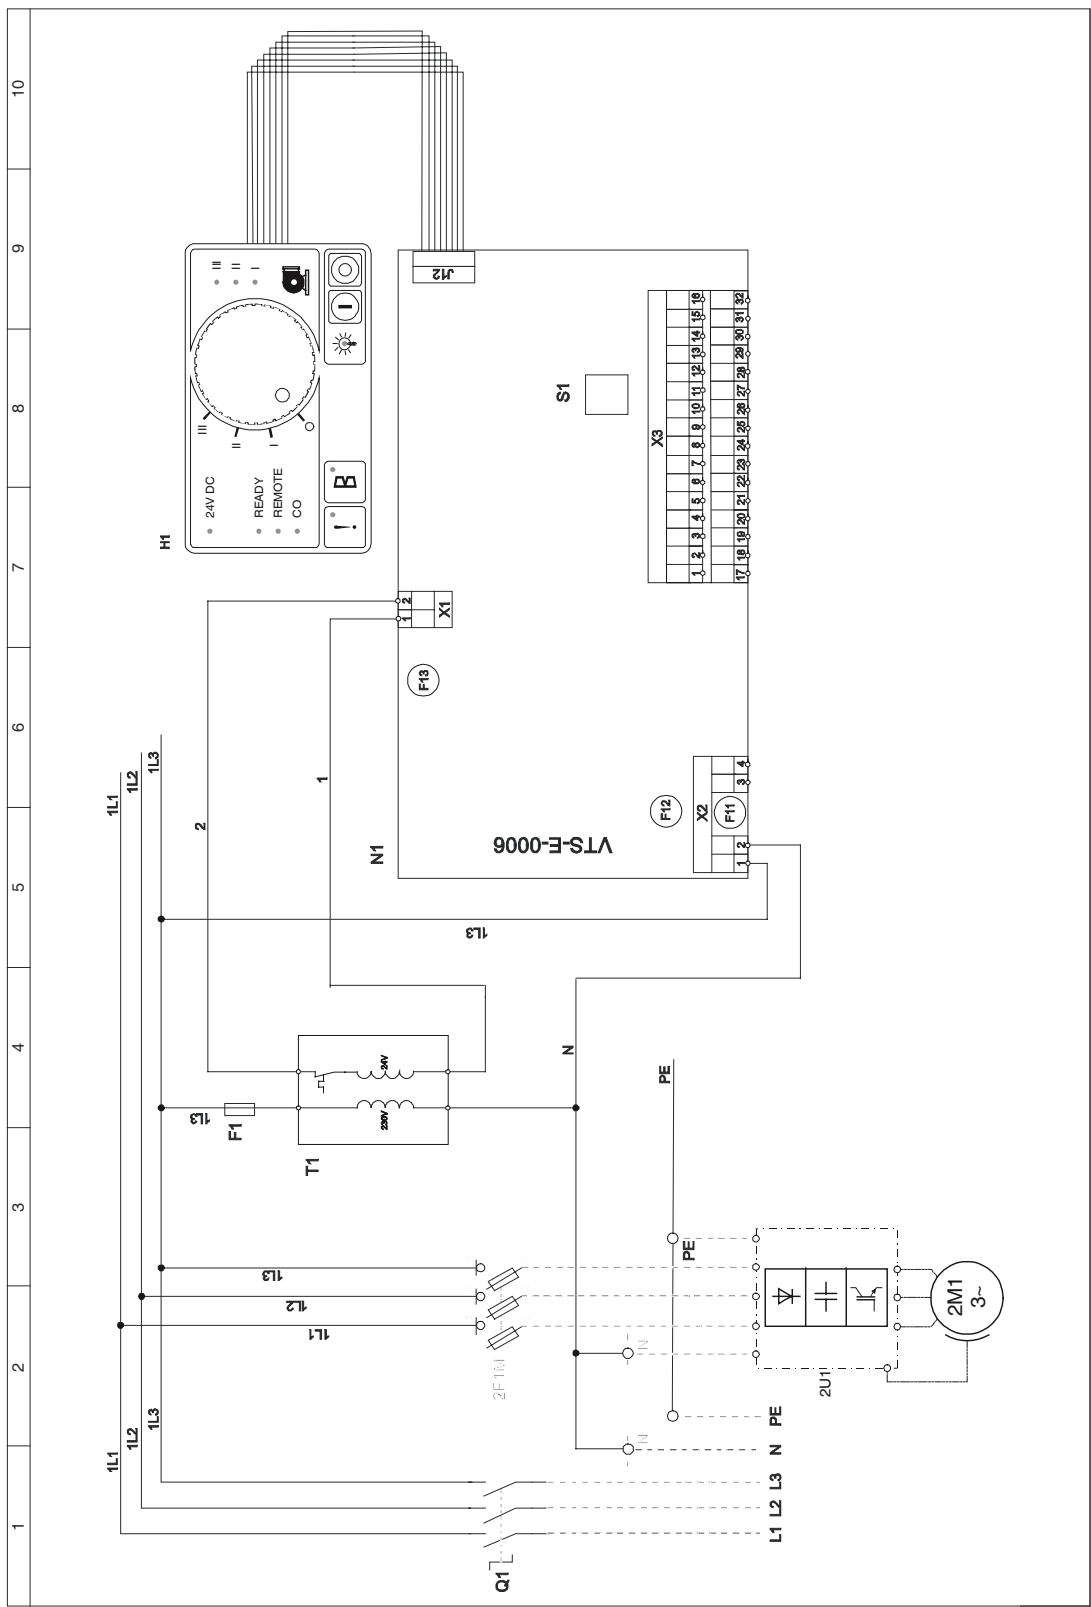 1 2 3 4 5 6 7 8 9 10
1L1
1L2
1L3
1L1
1L2
1L3
2
1
H1
24V DC
READY
REMOTE
CO
III
II
I
III
II
I
!
B
J12
N1
VTS-E-0006
F13
1 2
X1
F12
X2
F11
1 2 3 4
S1
X3
1 2 3 4 5 6 7 8 9 10 11 12 13 14 15 16
17 18 19 20 21 22 23 24 25 26 27 28 29 30 31 32
1L3
1L3
F1
T1
230V
24V
N
PE
PE
1L1
1L2
1L3
2F1M
N
N
2U1
2M1
3~
Q1
L1 L2 L3 N PE